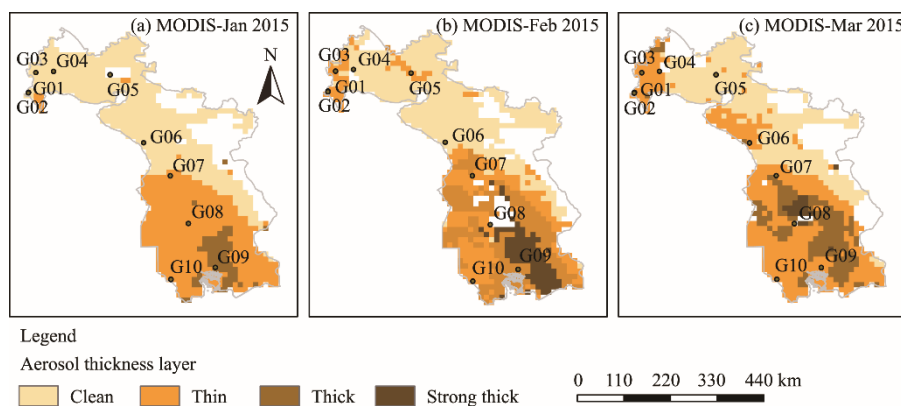 (a) MODIS-Jan 2015
(b) MODIS-Feb 2015
(c) MODIS-Mar 2015
G03 G04
G01
G02
G05
N
G06
G07
G08
G09
G10
G03
G04
G01
G02
G05
G06
G07
G08
G09
G10
G03
G04
G01
G02
G05
G06
G07
G08
G09
G10
Legend
Aerosol thickness layer
Clean Thin Thick Strong thick
0 110 220 330 440 km